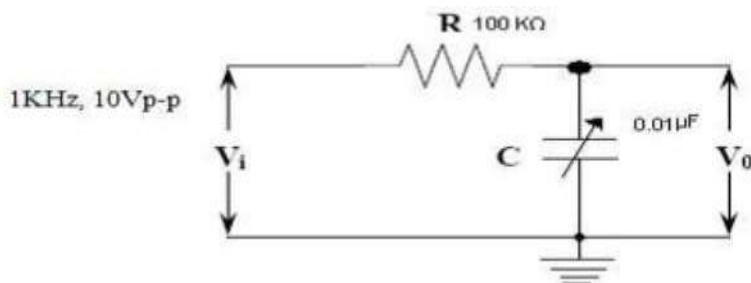 R 100 KΩ
1KHz, 10Vp-p
0.01µF
Vi
C
V0